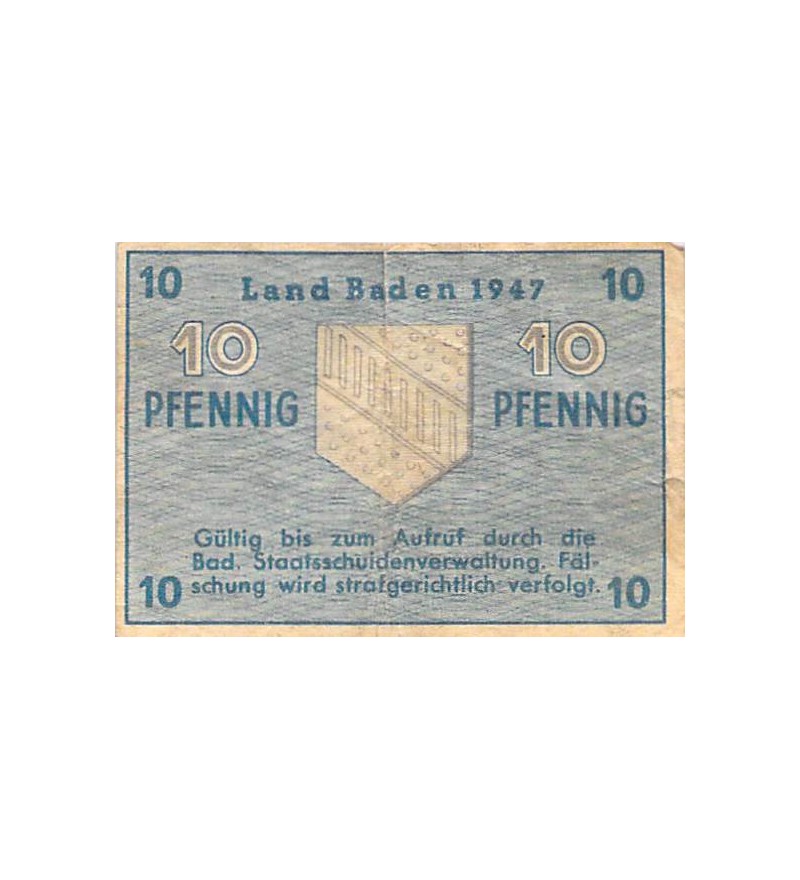 10 Land Baden 1947 10
10 10
PFENNIG PFENNIG
Gültig bis zum Aufruf durch die
Bad. Staatsschuldenverwaltung. Fäl-
10 schung wird strafgerichtlich verfolgt. 10